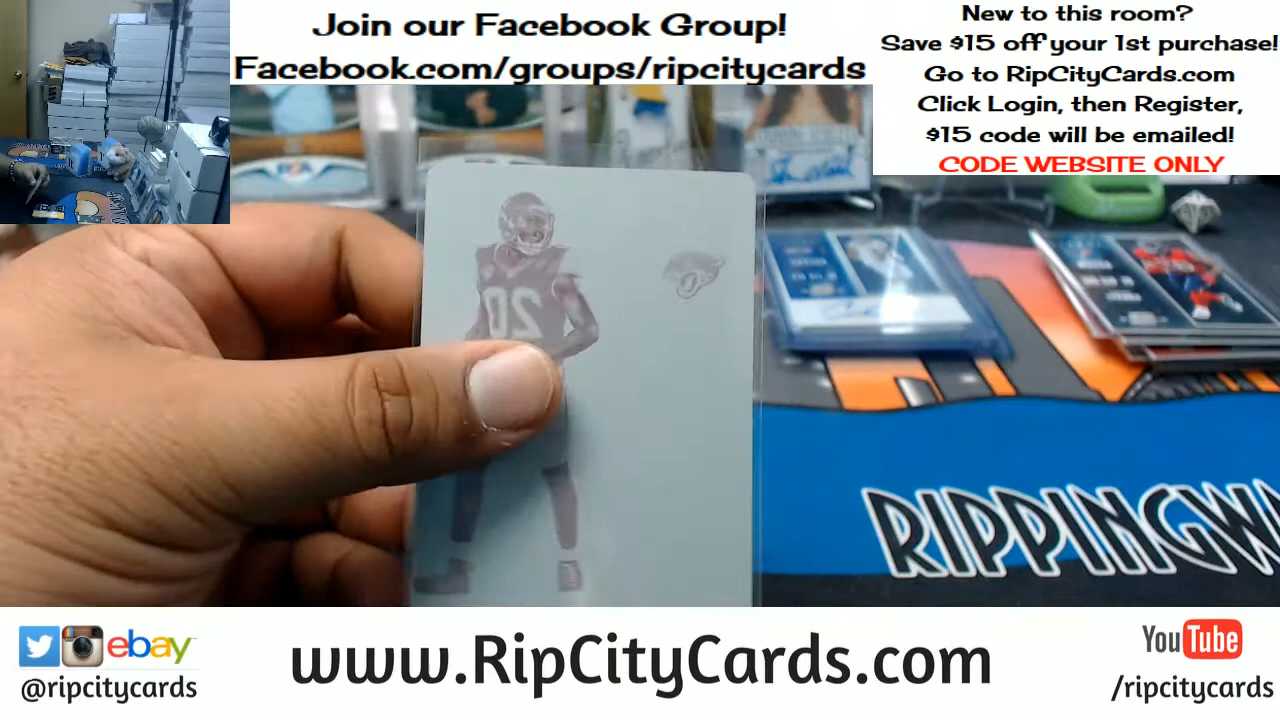 Join our Facebook Group!
Facebook.com/groups/ripcitycards
New to this room?
Save $15 off your 1st purchase!
Go to RipCityCards.com
Click Login, then Register,
$15 code will be emailed!
CODE WEBSITE ONLY
20
RIPPINGW
ebay
@ripcitycards
www.RipCityCards.com
YouTube
/ripcitycards